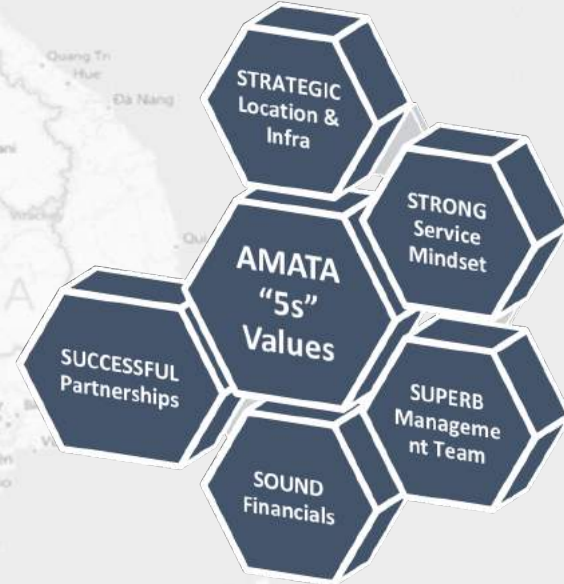 Quang Tri
Hue
Đà Nang
STRATEGIC
Location &
Infra
STRONG
Service
Mindset
AMATA
“5s”
Values
SUCCESSFUL
Partnerships
SUPERB
Manageme
nt Team
SOUND
Financials